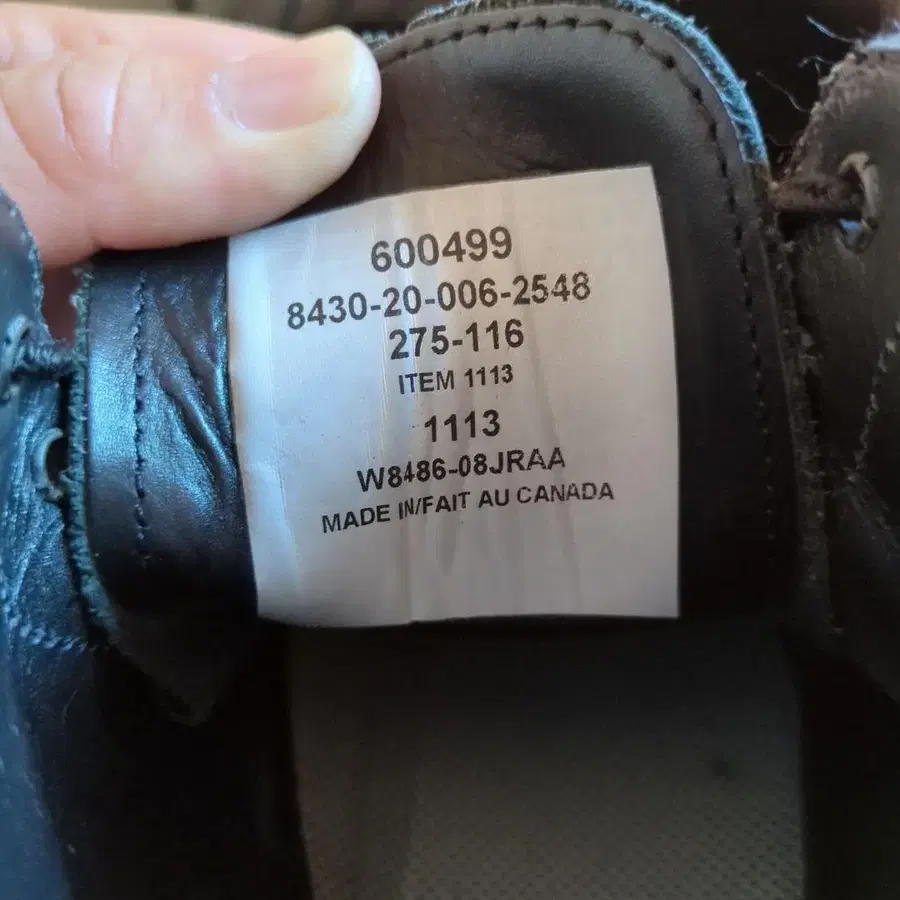 600499
8430-20-006-2548
275-116
ITEM 1113
1113
W8486-08JRAA
MADE IN/FAIT AU CANADA